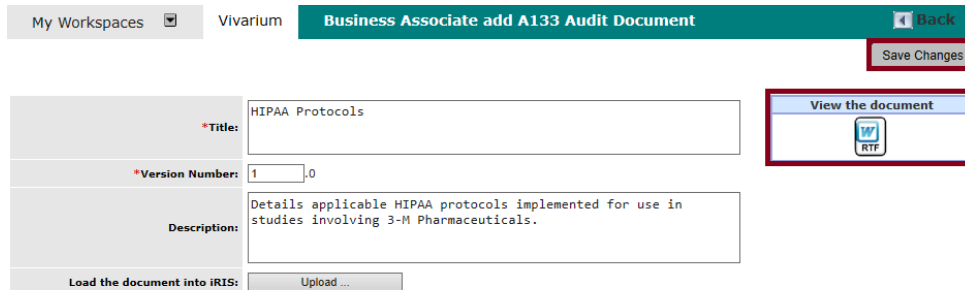 My Workspaces Vivarium Business Associate add A133 Audit Document Back
Save Changes
*Title: HIPAA Protocols
View the document
W
RTF
*Version Number: 1 .0
Description: Details applicable HIPAA protocols implemented for use in
studies involving 3-M Pharmaceuticals.
Load the document into iRIS: Upload ...